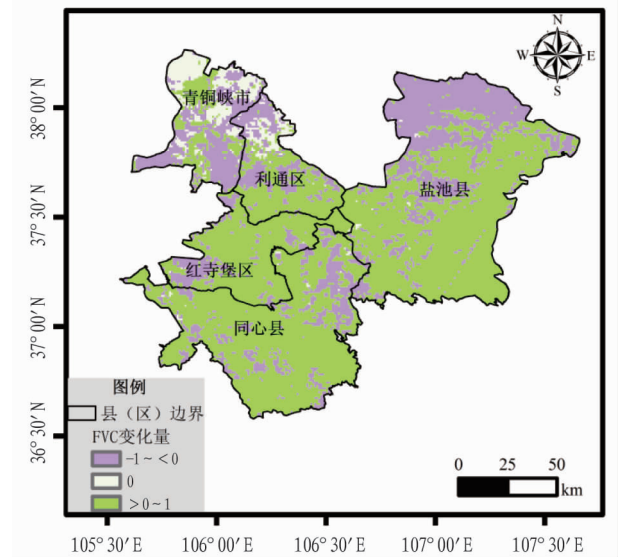 N
W E
S
38° 00′ N
37° 30′ N
37° 00′ N
36° 30′ N
青铜峡市
利通区
盐池县
红寺堡区
同心县
图例
县（区）边界
FVC变化量
-1～<0
0
>0~1
0 25 50
km
105° 30′ E 106° 00′ E 106° 30′ E 107° 00′ E 107° 30′ E